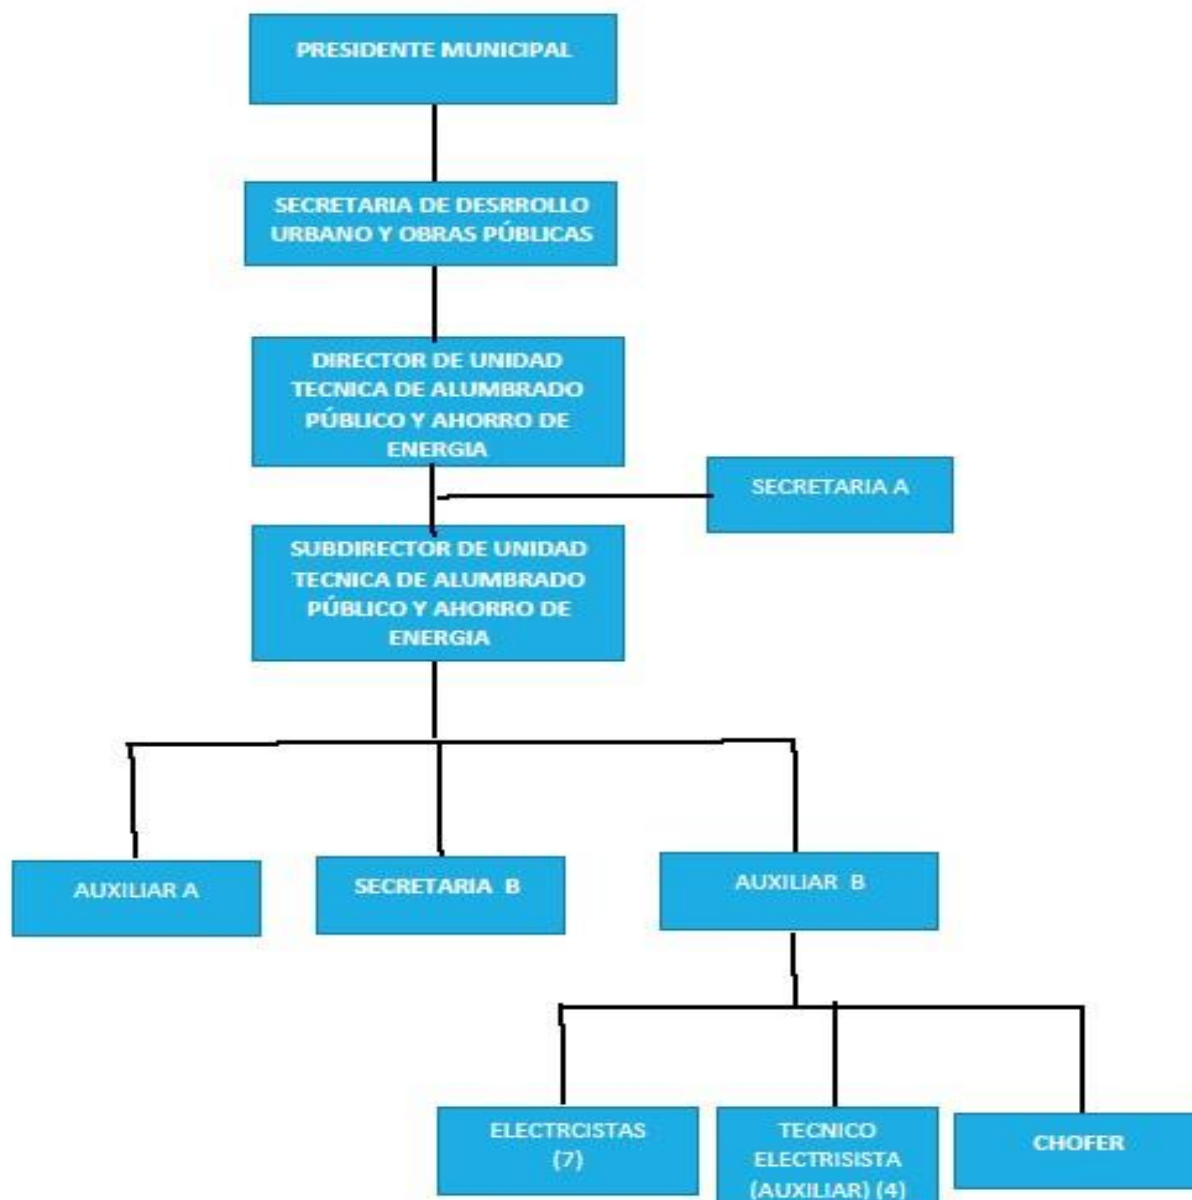 PRESIDENTE MUNICIPAL
SECRETARIA DE DESRROLLO
URBANO Y OBRAS PÚBLICAS
DIRECTOR DE UNIDAD
TECNICA DE ALUMBRADO
PÚBLICO Y AHORRO DE
ENERGIA
SECRETARIA A
SUBDIRECTOR DE UNIDAD
TECNICA DE ALUMBRADO
PÚBLICO Y AHORRO DE
ENERGIA
AUXILIAR A
SECRETARIA B
AUXILIAR B
ELECTRCISTAS
(7)
TECNICO
ELECTRISISTA
(AUXILIAR) (4)
CHOFER